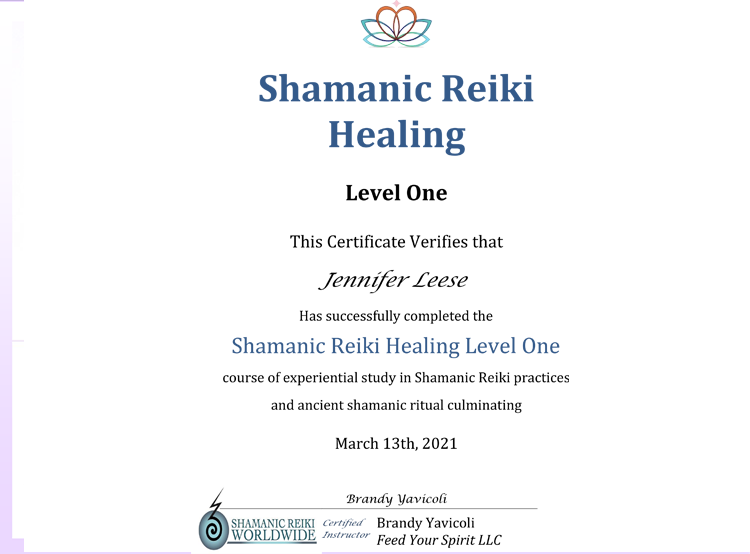 Shamanic Reiki
Healing
Level One
This Certificate Verifies that
Jennifer Leese
Has successfully completed the
Shamanic Reiki Healing Level One
course of experiential study in Shamanic Reiki practices
and ancient shamanic ritual culminating
March 13th, 2021
Brandy Yavicoli
SHAMANIC REIKI
WORLDWIDE
Certified
Instructor
Brandy Yavicoli
Feed Your Spirit LLC